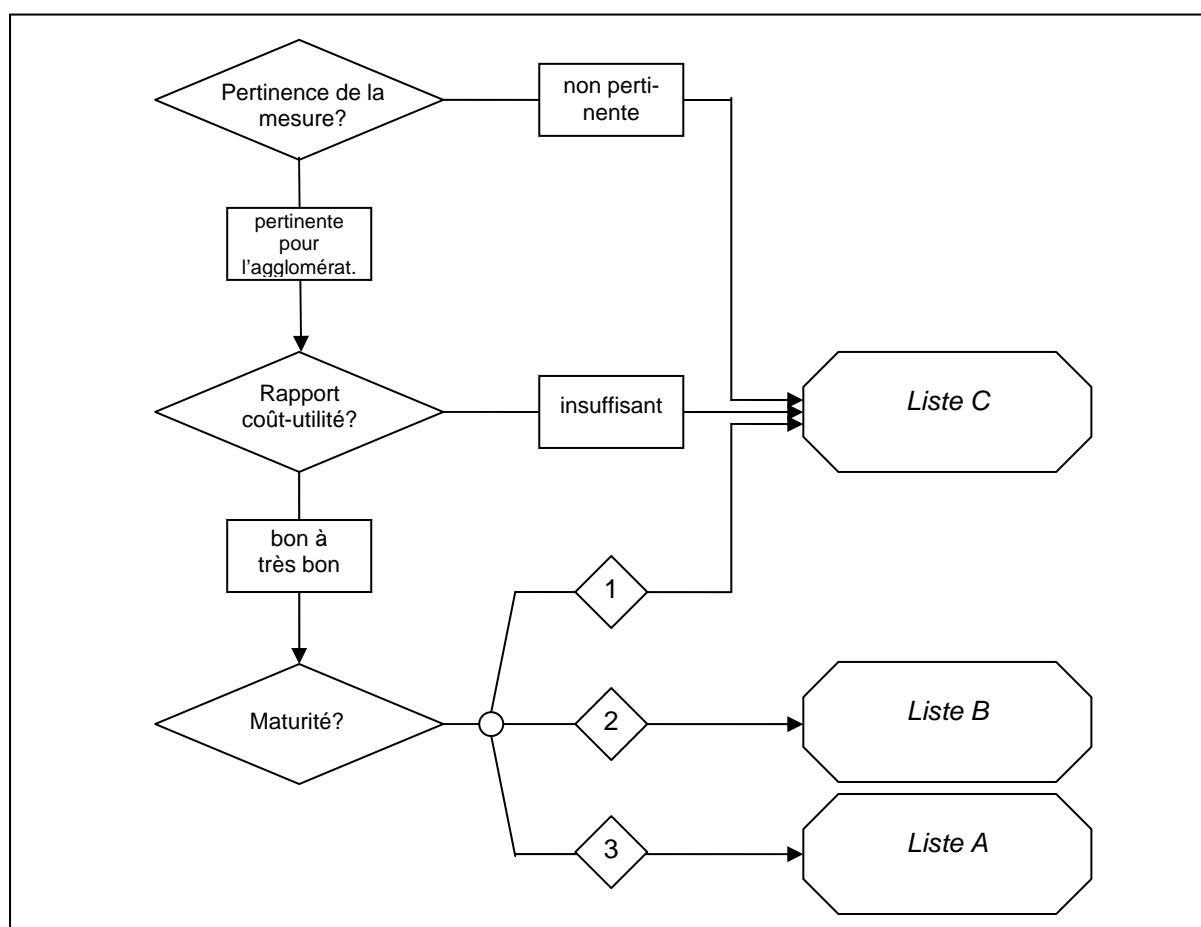 Pertinence de la
mesure?
non perti-
nente
pertinente
pour
l'agglomérat.
Rapport
coût-utilité?
insuffisant
Liste C
bon à
très bon
1
Maturité?
2
Liste B
3
Liste A